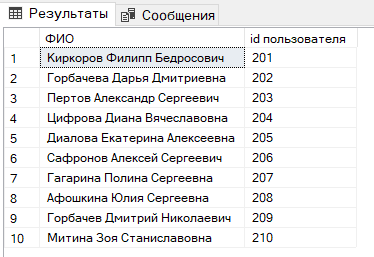 Результаты Сообщения
ФИО id пользователя
1 Киркоров Филипп Бедросович 201
2 Горбачева Дарья Дмитриевна 202
3 Пертов Александр Сергеевич 203
4 Цифрова Диана Вячеславовна 204
5 Диалова Екатерина Алексеевна 205
6 Сафронов Алексей Сергеевич 206
7 Гагарина Полина Сергеевна 207
8 Афошкина Юлия Сергеевна 208
9 Горбачев Дмитрий Николаевич 209
10 Митина Зоя Станиславовна 210